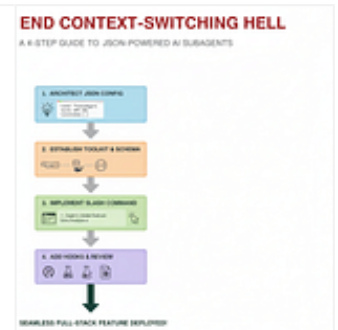 END CONTEXT-SWITCHING HELL
A 4-STEP GUIDE TO JSON-POWERED AI SUBAGENTS
1. ARCHITECT JSON CONFIG
2. ESTABLISH TOOLKIT & SCHEMA
3. IMPLEMENT SLASH COMMAND
4. ADD HOOKS & REVIEW
SEAMLESS FULL-STACK FEATURE DEPLOYED!